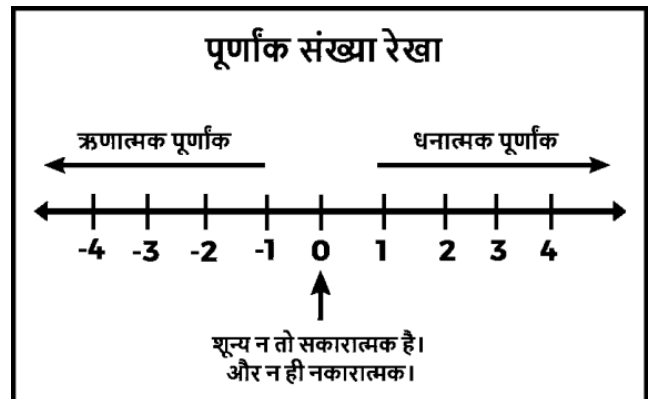 पूर्णांक संख्या रेखा
ऋणात्मक पूर्णांक धनात्मक पूर्णांक
-4 -3 -2 -1 0 1 2 3 4
शून्य न तो सकारात्मक है।
और न ही नकारात्मक।